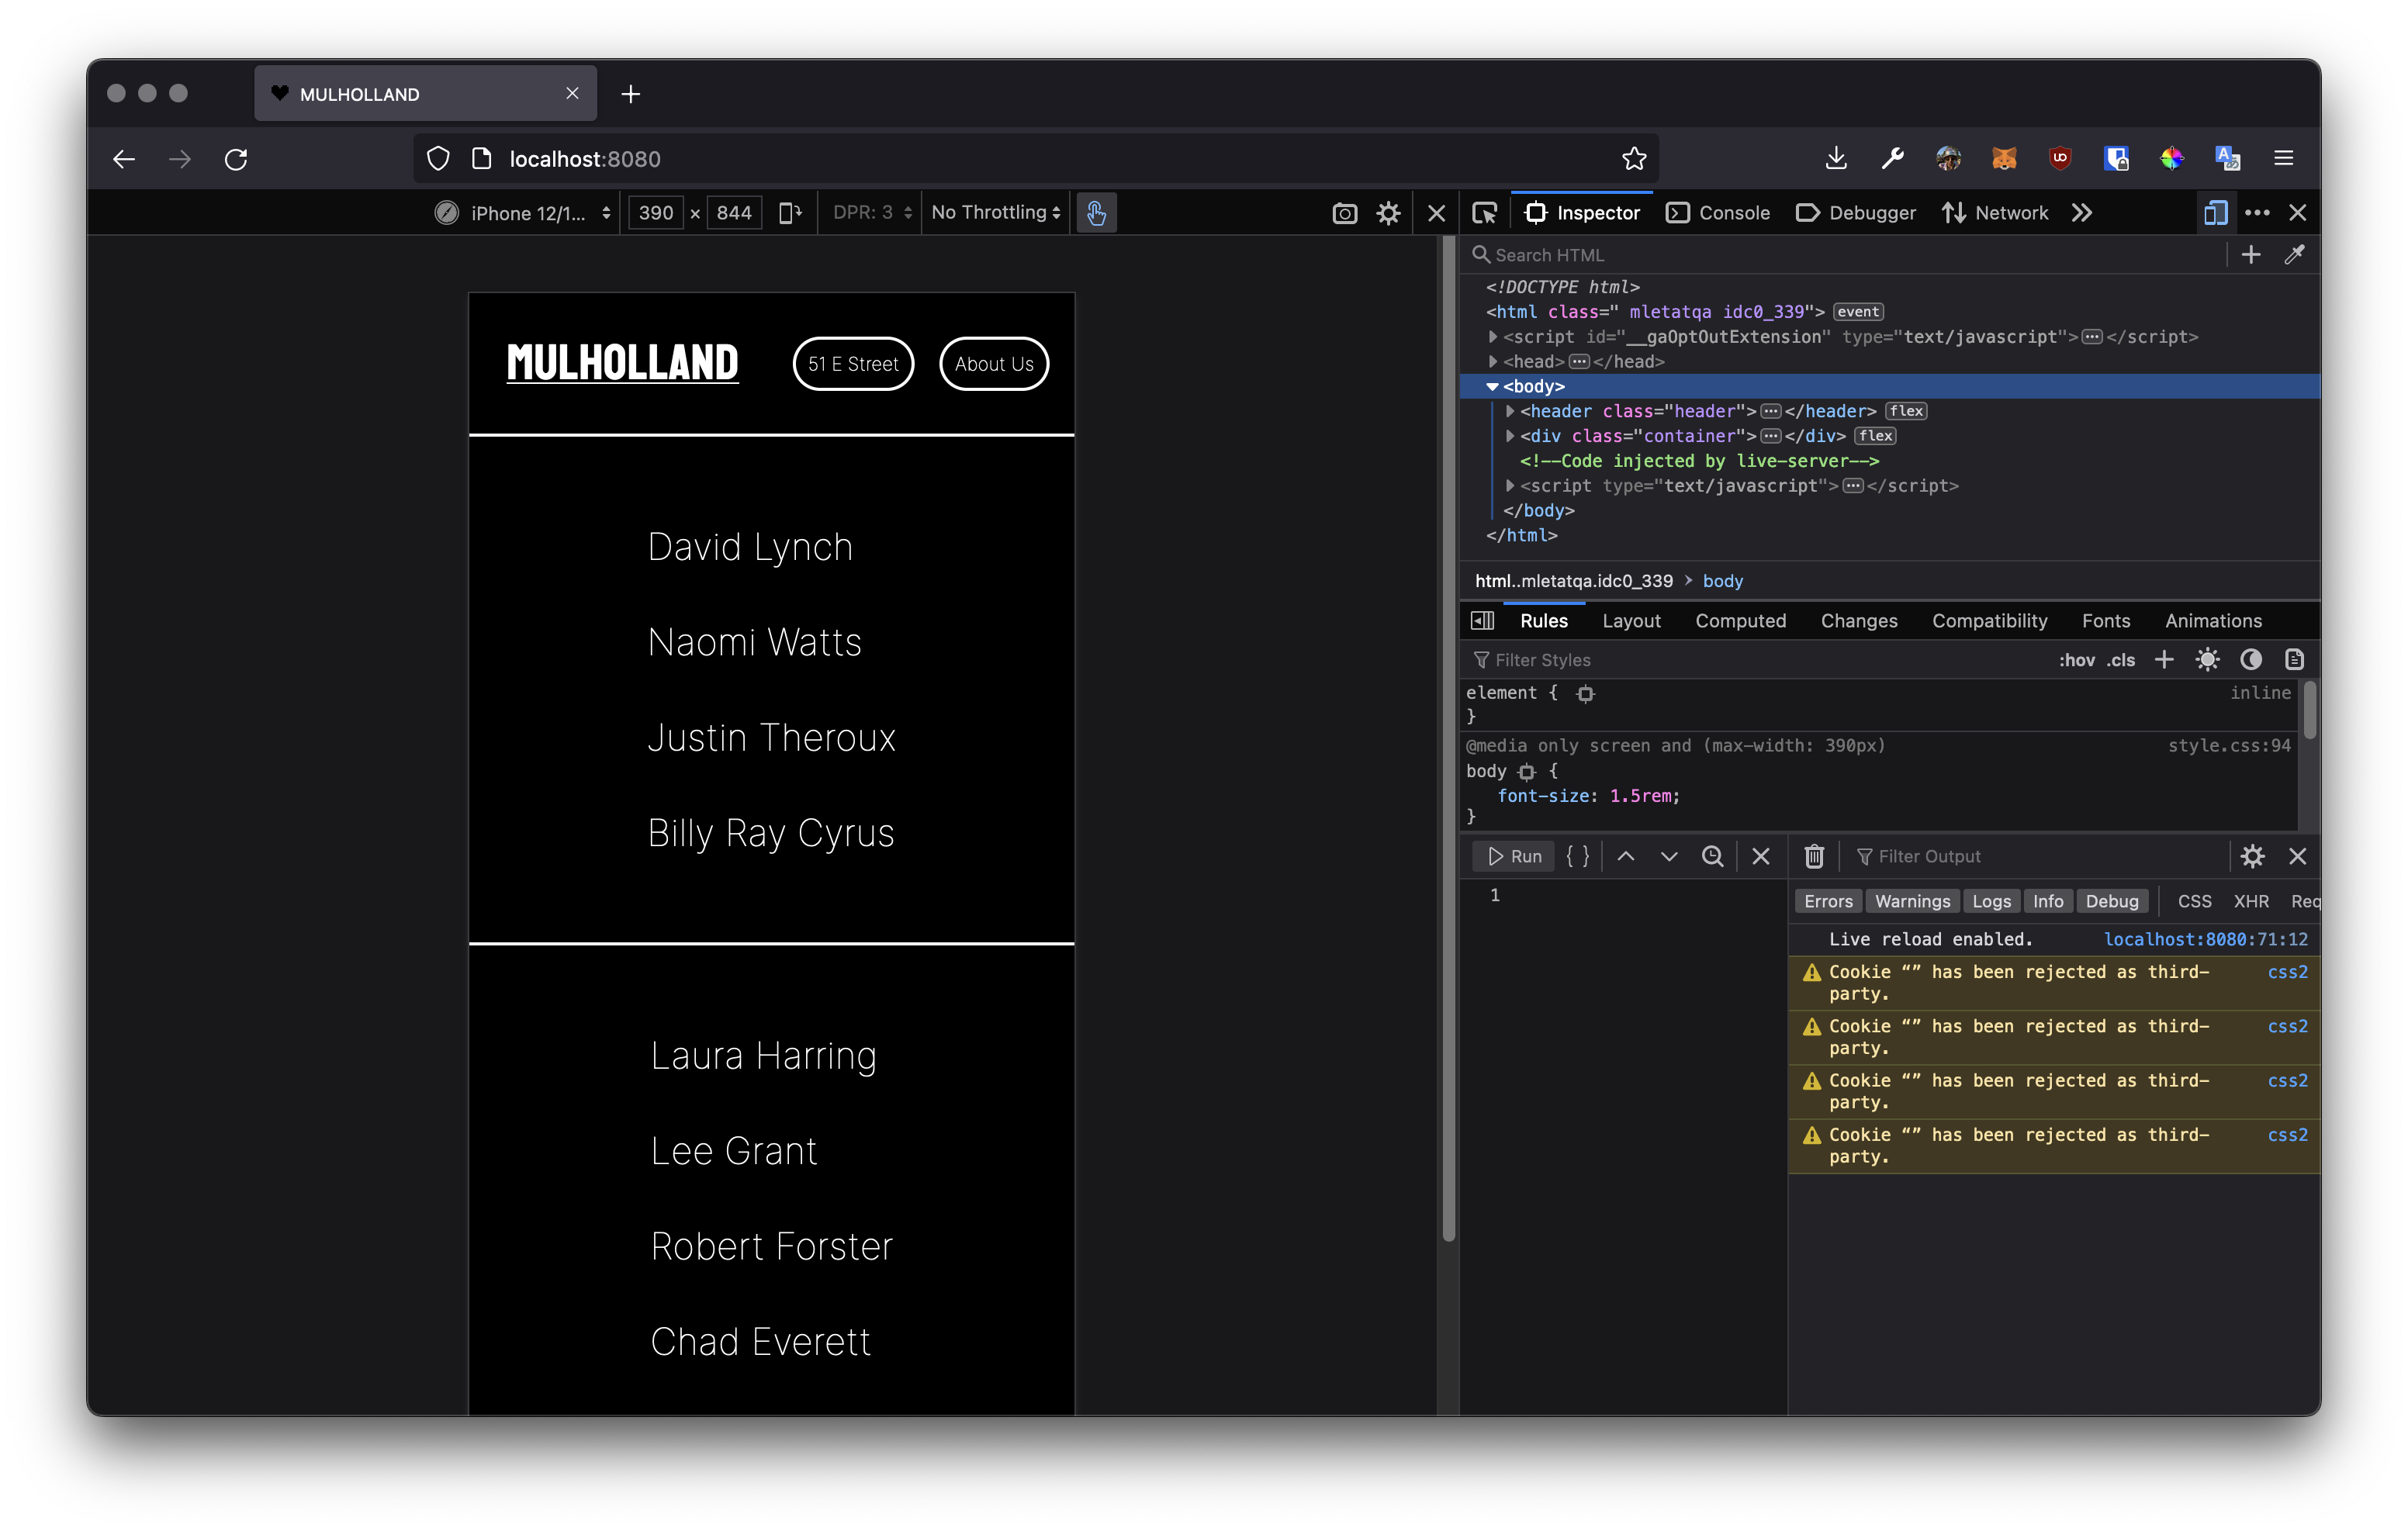 MULHOLLAND
localhost:8080
iPhone 12/1...
390 × 844
DPR: 3
No Throttling
Inspector
Console
Debugger
Network
Search HTML
<!DOCTYPE html>
<html class=" mletatqa idc0_339"> event
<script id="__gaOptOutExtension" type="text/javascript"></script>
<head></head>
<body>
<header class="header"></header> flex
<div class="container"></div> flex
<!--Code injected by live-server-->
<script type="text/javascript"></script>
</body>
</html>
html..mletatqa.idc0_339 > body
Rules
Layout
Computed
Changes
Compatibility
Fonts
Animations
Filter Styles
:hov .cls
element { inline
}
@media only screen and (max-width: 390px) style.css:94
body {
font-size: 1.5rem;
}
Run { }
Filter Output
1
Errors Warnings Logs Info Debug CSS XHR Req
Live reload enabled. localhost:8080:71:12
Cookie “” has been rejected as third- css2
party.
Cookie “” has been rejected as third- css2
party.
Cookie “” has been rejected as third- css2
party.
Cookie “” has been rejected as third- css2
party.
MULHOLLAND
51 E Street
About Us
David Lynch
Naomi Watts
Justin Theroux
Billy Ray Cyrus
Laura Harring
Lee Grant
Robert Forster
Chad Everett